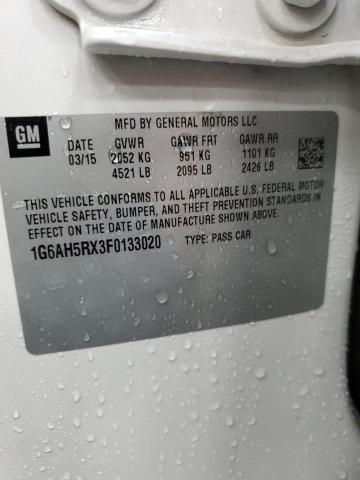 GM
MFD BY GENERAL MOTORS LLC
DATE GVWR GAWR FRT GAWR RR
03/15 2052 KG 951 KG 1101 KG
4521 LB 2095 LB 2426 LB
THIS VEHICLE CONFORMS TO ALL APPLICABLE U.S. FEDERAL MOTOR
VEHICLE SAFETY, BUMPER, AND THEFT PREVENTION STANDARDS IN
EFFECT ON THE DATE OF MANUFACTURE SHOWN ABOVE.
1G6AH5RX3F0133020 TYPE: PASS CAR